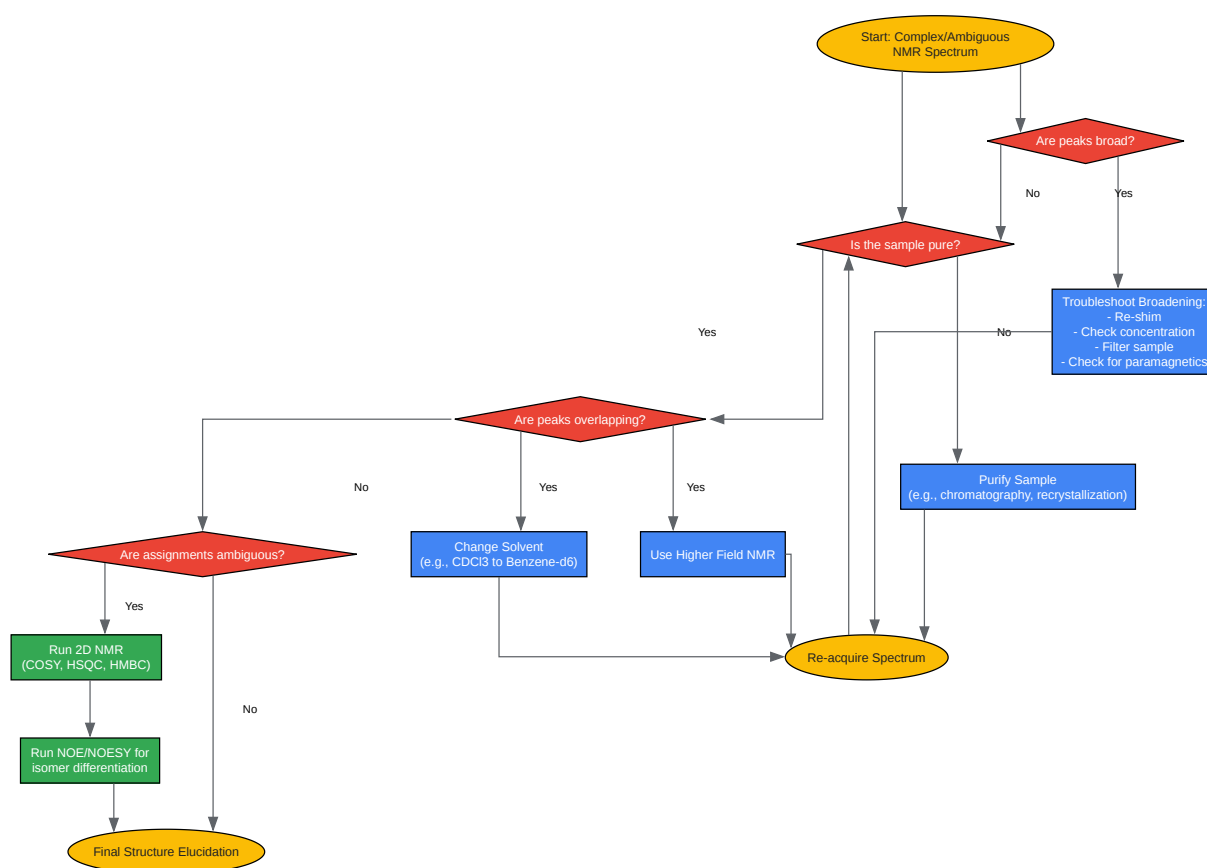 Start: Complex/Ambiguous
NMR Spectrum
Are peaks broad?
No
Yes
Is the sample pure?
Troubleshoot Broadening:
- Re-shim
- Check concentration
- Filter sample
- Check for paramagnetics
Yes
No
Are peaks overlapping?
Purify Sample
(e.g., chromatography, recrystallization)
No
Yes
Yes
Are assignments ambiguous?
Change Solvent
(e.g., CDCl3 to Benzene-d6)
Use Higher Field NMR
Yes
Run 2D NMR
(COSY, HSQC, HMBC)
Re-acquire Spectrum
No
Run NOE/NOESY for
isomer differentiation
Final Structure Elucidation